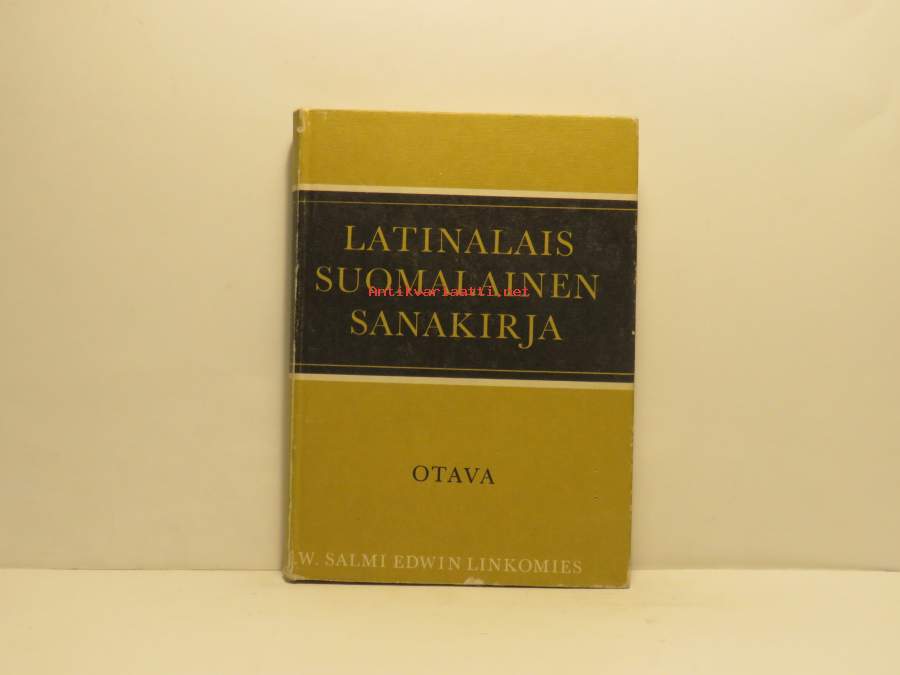 LATINALAIS
SUOMALAINEN
Antikvariaatti.net
SANAKIRJA
OTAVA
W. SALMI EDWIN LINKOMIES